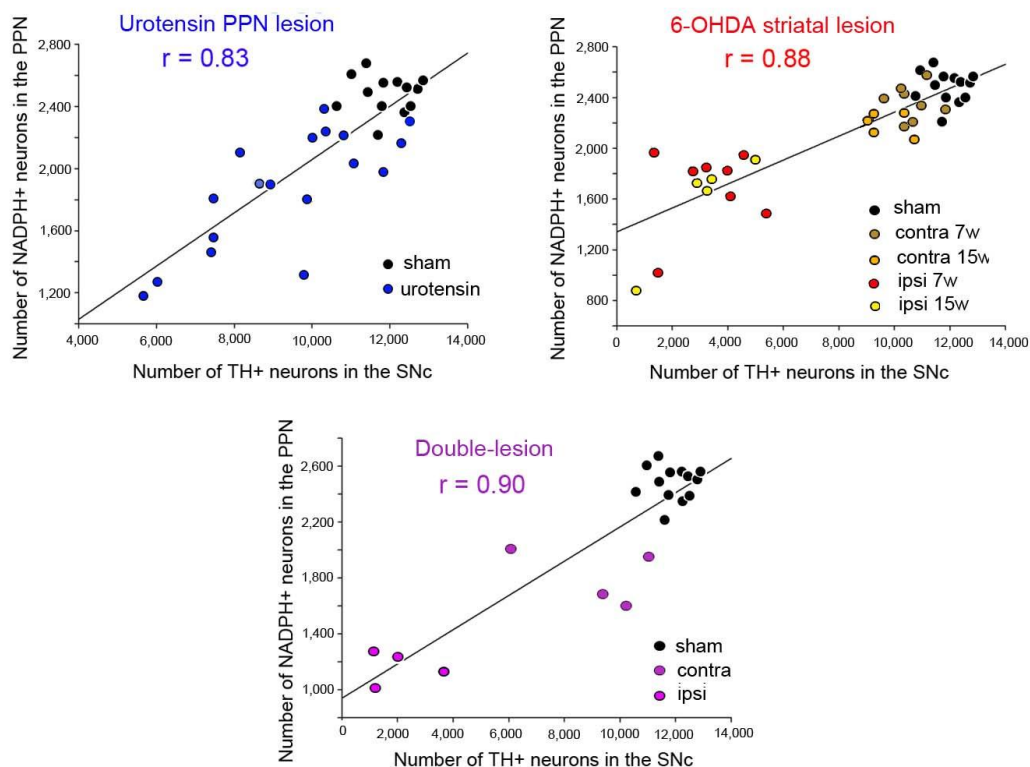 Urotensin PPN lesion
r = 0.83
Number of NADPH+ neurons in the PPN
2,800
2,400
2,000
1,600
1,200
sham
urotensin
4,000 6,000 8,000 10,000 12,000 14,000
Number of TH+ neurons in the SNc
6-OHDA striatal lesion
r = 0.88
Number of NADPH+ neurons in the PPN
2,800
2,400
2,000
1,600
1,200
800
sham
contra 7w
contra 15w
ipsi 7w
ipsi 15w
0 2,000 4,000 6,000 8,000 10,000 12,000 14,000
Number of TH+ neurons in the SNc
Double-lesion
r = 0.90
Number of NADPH+ neurons in the PPN
2,600
2,200
1,800
1,400
1,000
sham
contra
ipsi
0 2,000 4,000 6,000 8,000 10,000 12,000 14,000
Number of TH+ neurons in the SNc